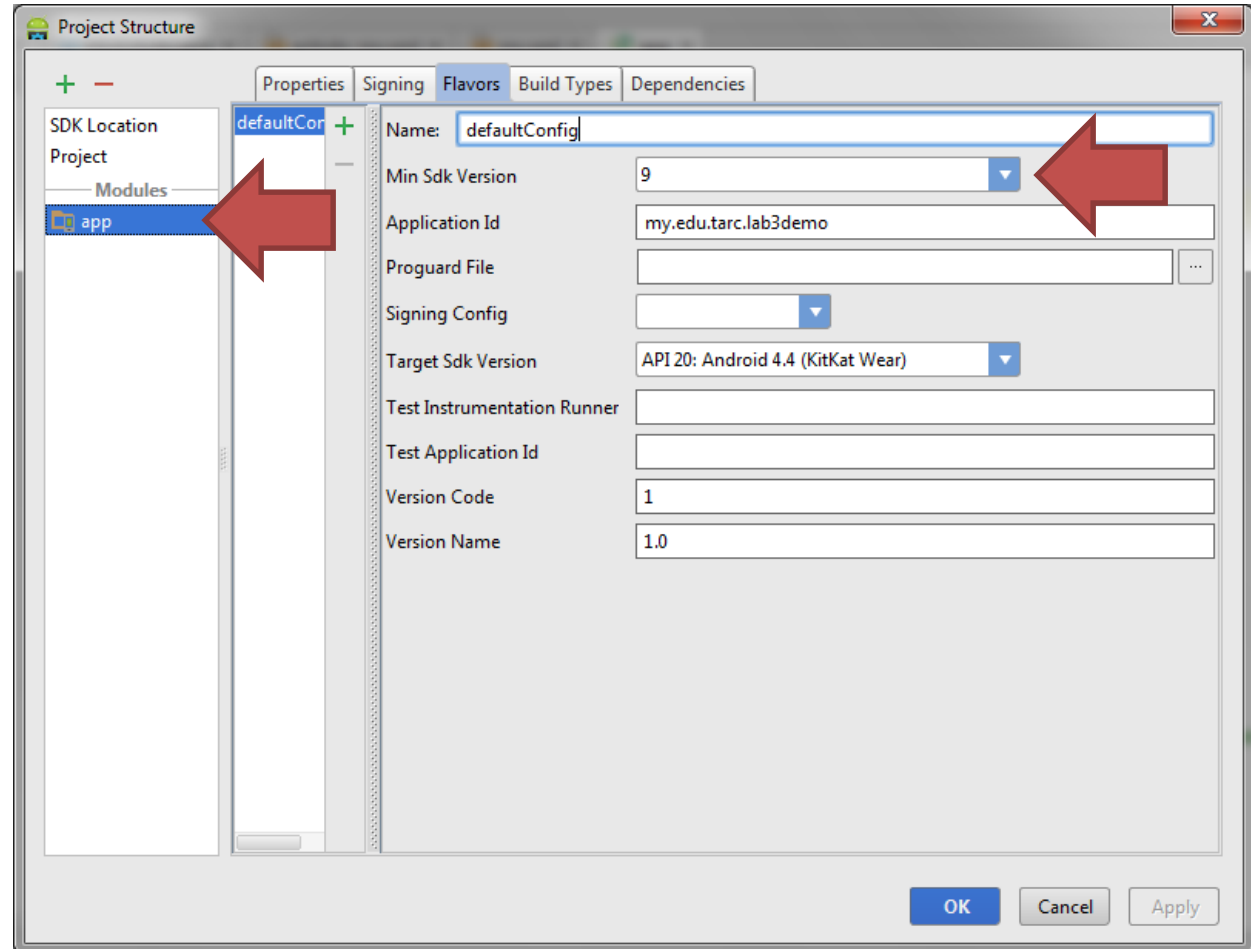 Project Structure
Properties Signing Flavors Build Types Dependencies
SDK Location
Project
Modules
app
defaultCor
Name: defaultConfig
Min Sdk Version 9
Application Id my.edu.tarc.lab3demo
Proguard File ...
Signing Config
Target Sdk Version API 20: Android 4.4 (KitKat Wear)
Test Instrumentation Runner
Test Application Id
Version Code 1
Version Name 1.0
OK Cancel Apply